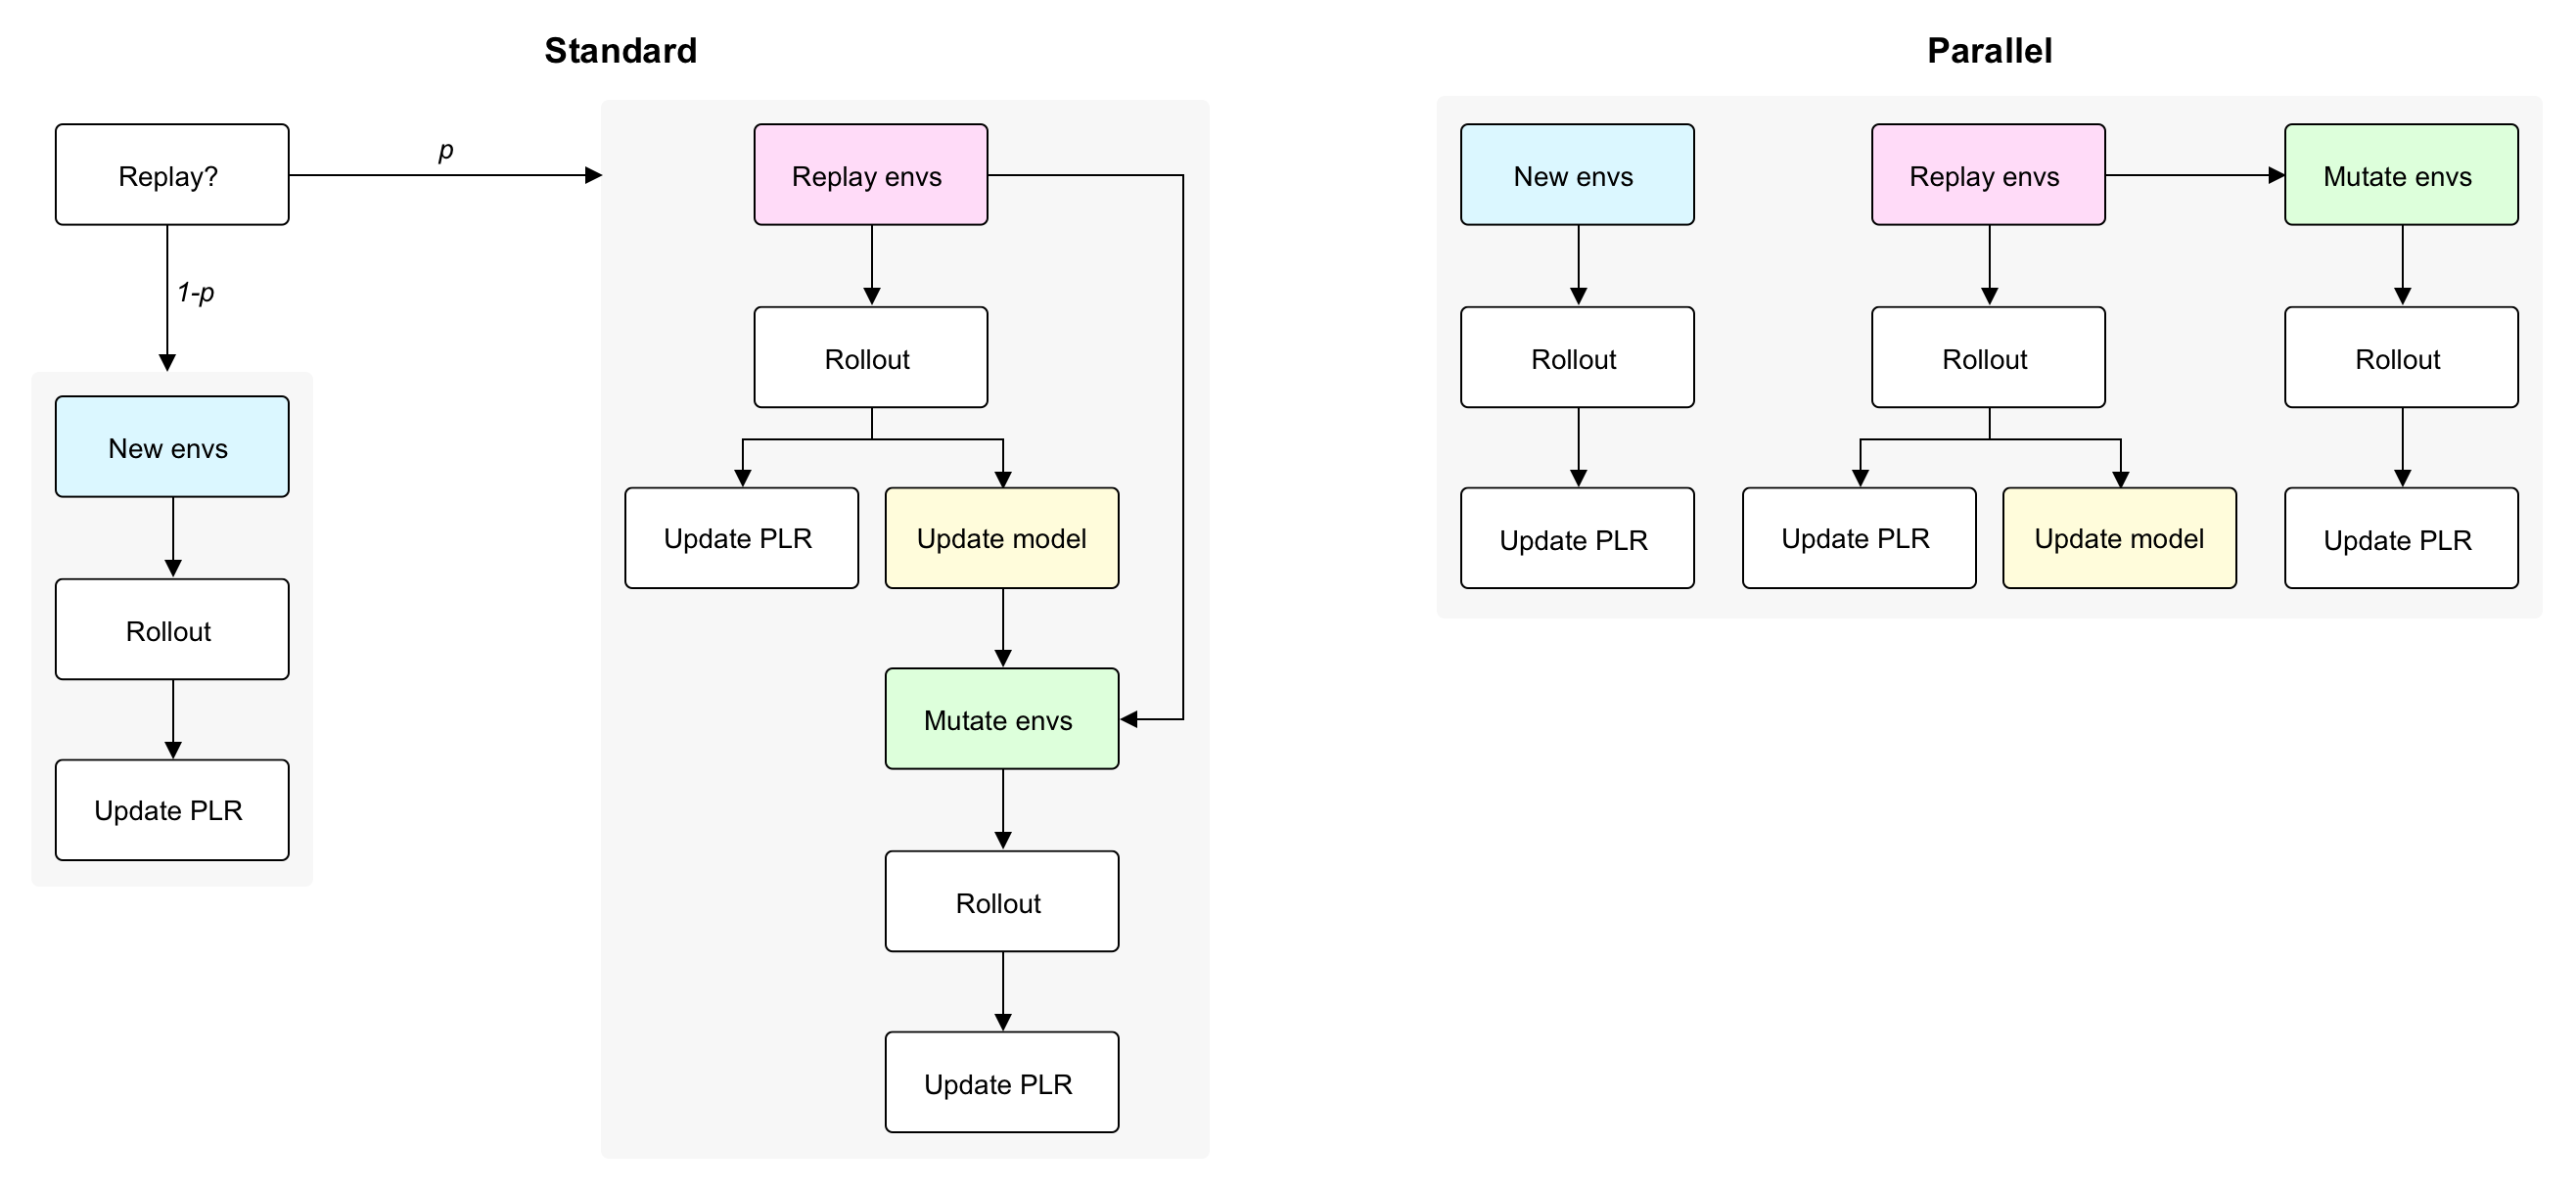 Standard
Replay?
p
1-p
New envs
Rollout
Update PLR
Replay envs
Rollout
Update PLR
Update model
Mutate envs
Rollout
Update PLR
Parallel
New envs
Rollout
Update PLR
Replay envs
Rollout
Update PLR
Update model
Mutate envs
Rollout
Update PLR